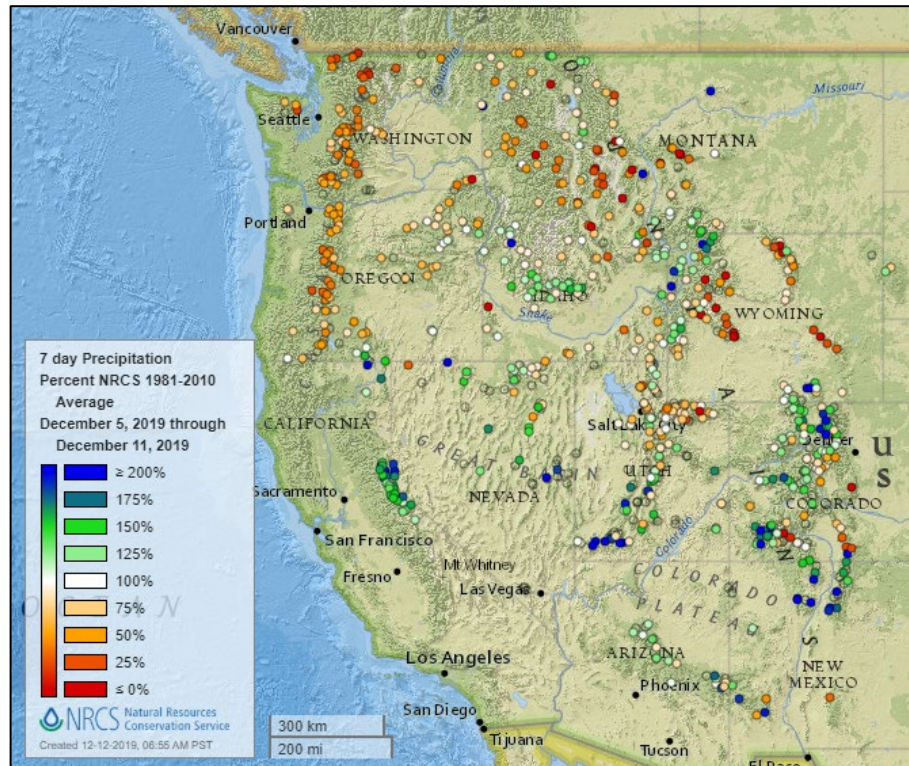 Vancouver
Columbia
Seattle
WASHINGTON
Missouri
MONTANA
Portland
OREGON
IDAHO
Snake
WYOMING
7 day Precipitation
Percent NRCS 1981-2010
Average
December 5, 2019 through
December 11, 2019
≥ 200%
175%
150%
125%
100%
75%
50%
25%
≤ 0%
NRCS Natural Resources
Conservation Service
Created 12-12-2019, 06:55 AM PST
CALIFORNIA
GREAT BASIN
Salt Lake City
Denver
U
S
UTAH
Sacramento
NEVADA
COLORADO
San Francisco
Colorado
Mt Whitney
Fresno
Las Vegas
COLORADO
PLATEAU
OCEAN
ARIZONA
Los Angeles
Phoenix
NEW
MEXICO
San Diego
Tijuana
Tucson
El Paso
300 km
200 mi